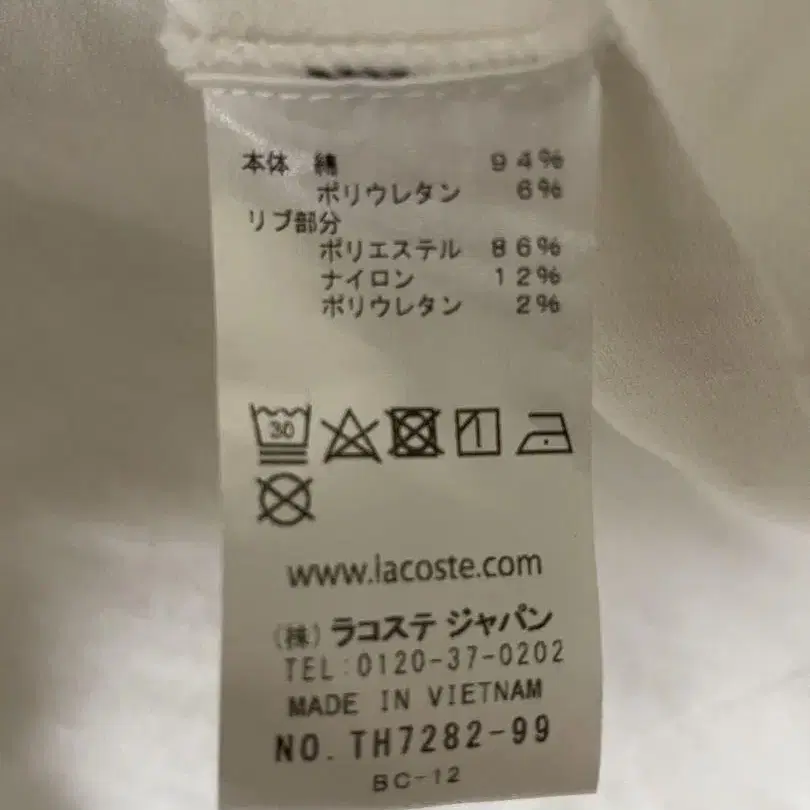 本体 綿 94%
ポリウレタン 6%
リブ部分
ポリエステル 86%
ナイロン 12%
ポリウレタン 2%
30
www.lacoste.com
(株) ラコステ ジャパン
TEL:0120-37-0202
MADE IN VIETNAM
NO. TH7282-99
BC-12